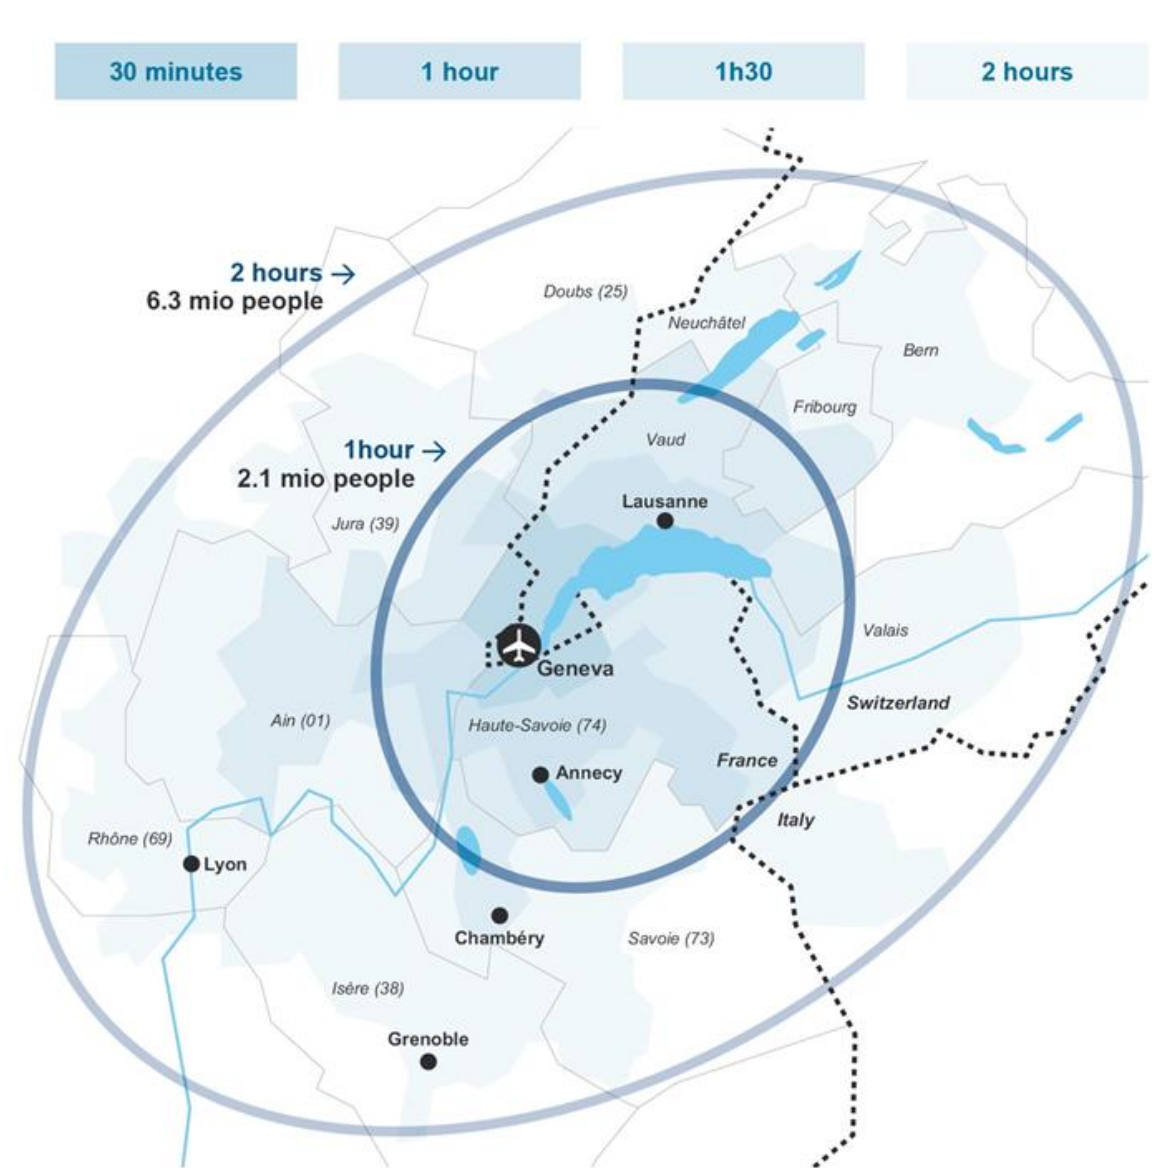 30 minutes
1 hour
1h30
2 hours
2 hours →
6.3 mio people
Doubs (25)
Neuchâtel
Bern
Fribourg
1hour →
2.1 mio people
Vaud
Lausanne
Jura (39)
Valais
Geneva
Switzerland
Ain (01)
Haute-Savoie (74)
France
Annecy
Italy
Rhône (69)
Lyon
Chambéry
Savoie (73)
Isère (38)
Grenoble